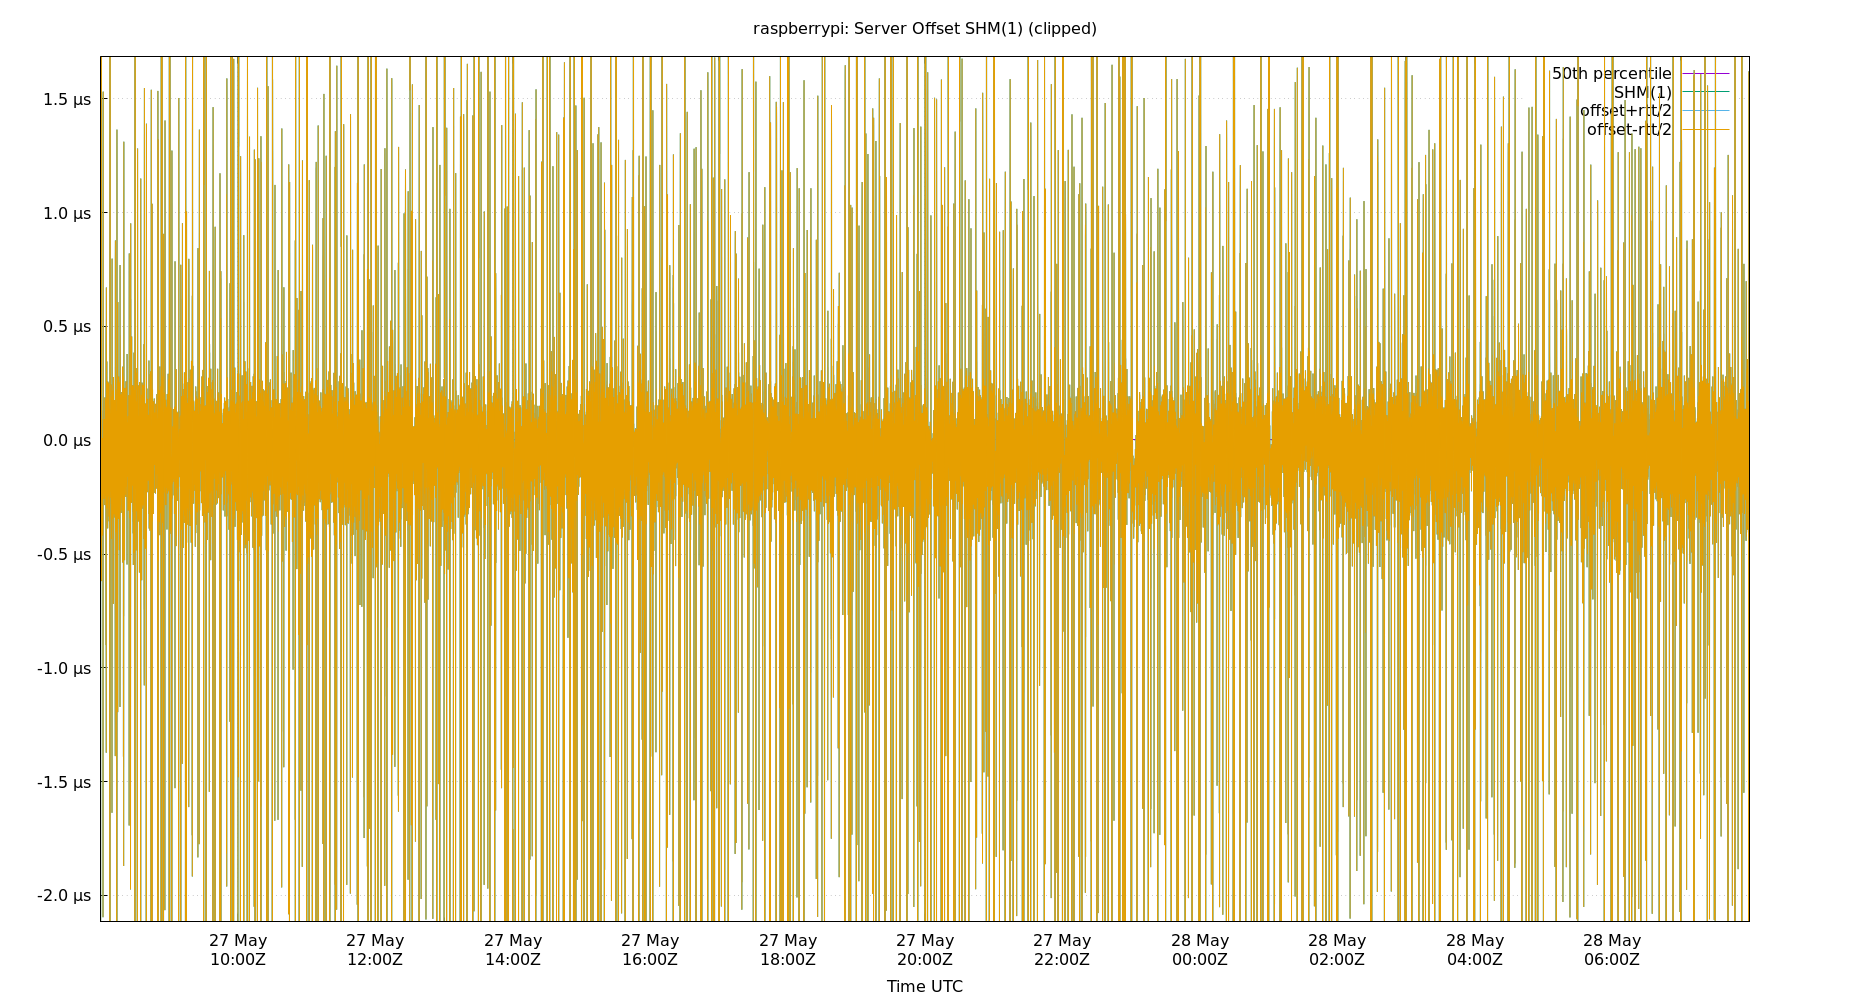 raspberrypi: Server Offset SHM(1) (clipped)
50th percentile
SHM(1)
offset+rtt/2
offset-rtt/2
1.5 µs
1.0 µs
0.5 µs
0.0 µs
-0.5 µs
-1.0 µs
-1.5 µs
-2.0 µs
27 May 27 May 27 May 27 May 27 May 27 May 27 May 28 May 28 May 28 May 28 May
10:00Z 12:00Z 14:00Z 16:00Z 18:00Z 20:00Z 22:00Z 00:00Z 02:00Z 04:00Z 06:00Z
Time UTC